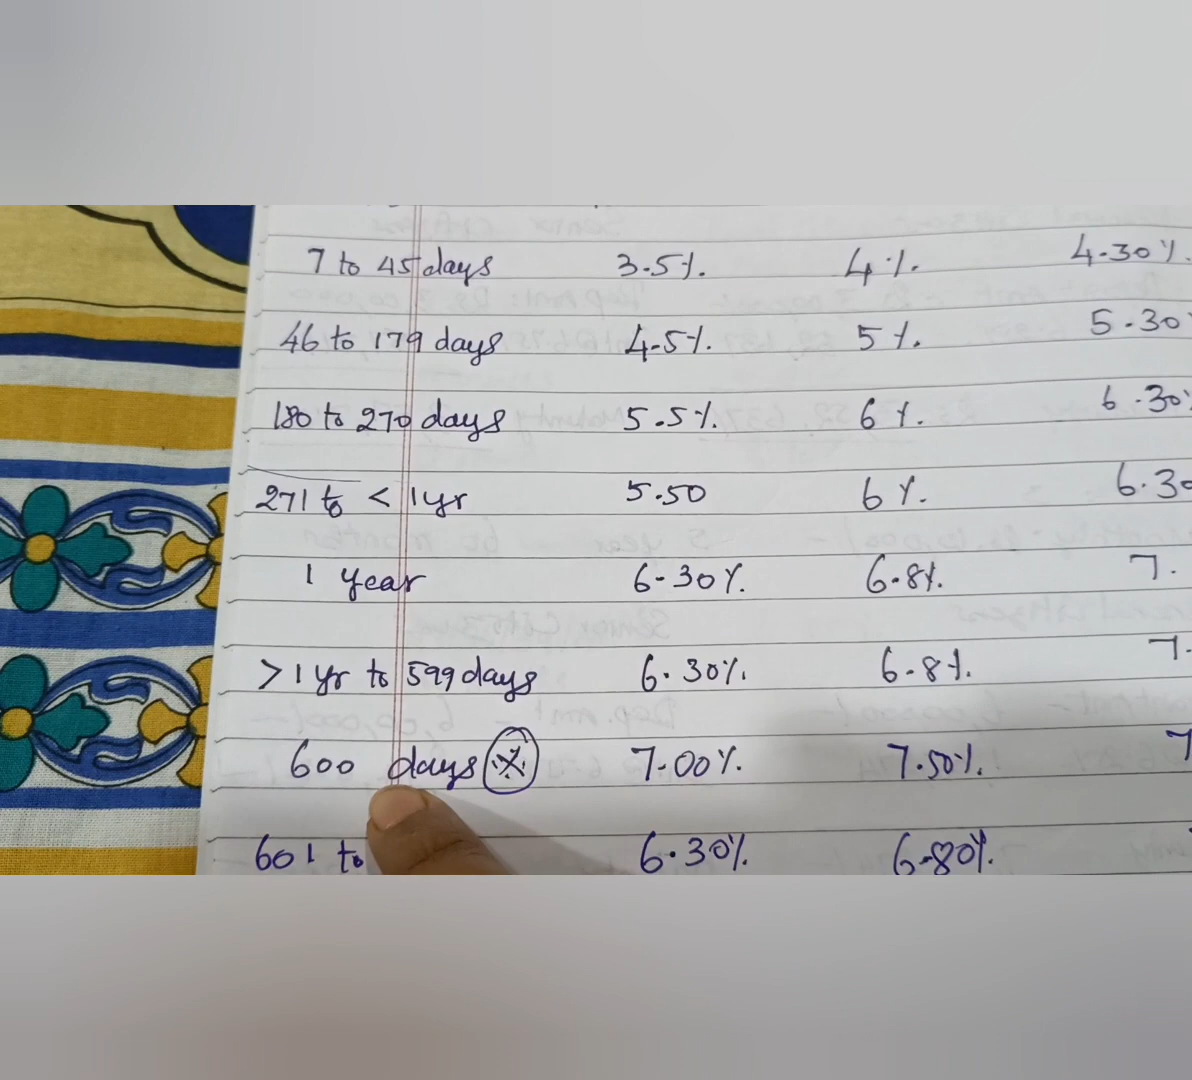 7 to 45 days 3.5%. 4%. 4.30%.
46 to 179 days 4.5%. 5%. 5.30
180 to 270 days 5.5%. 6%. 6.30%
271 to < 1yr 5.50 6%. 6.30
1 year 6.30%. 6.8%. 7.
>1 yr to 599 days 6.30%. 6.8%. 7.
600 days 7.00%. 7.50%. 7
601 to 6.30%. 6.80%.